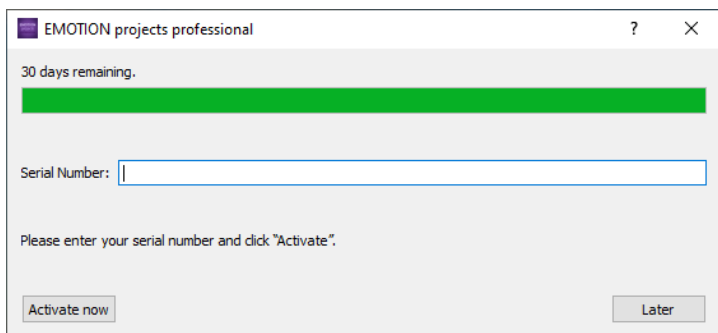 EMOTION projects professional
?
30 days remaining.
Serial Number:
Please enter your serial number and click “Activate”.
Activate now
Later